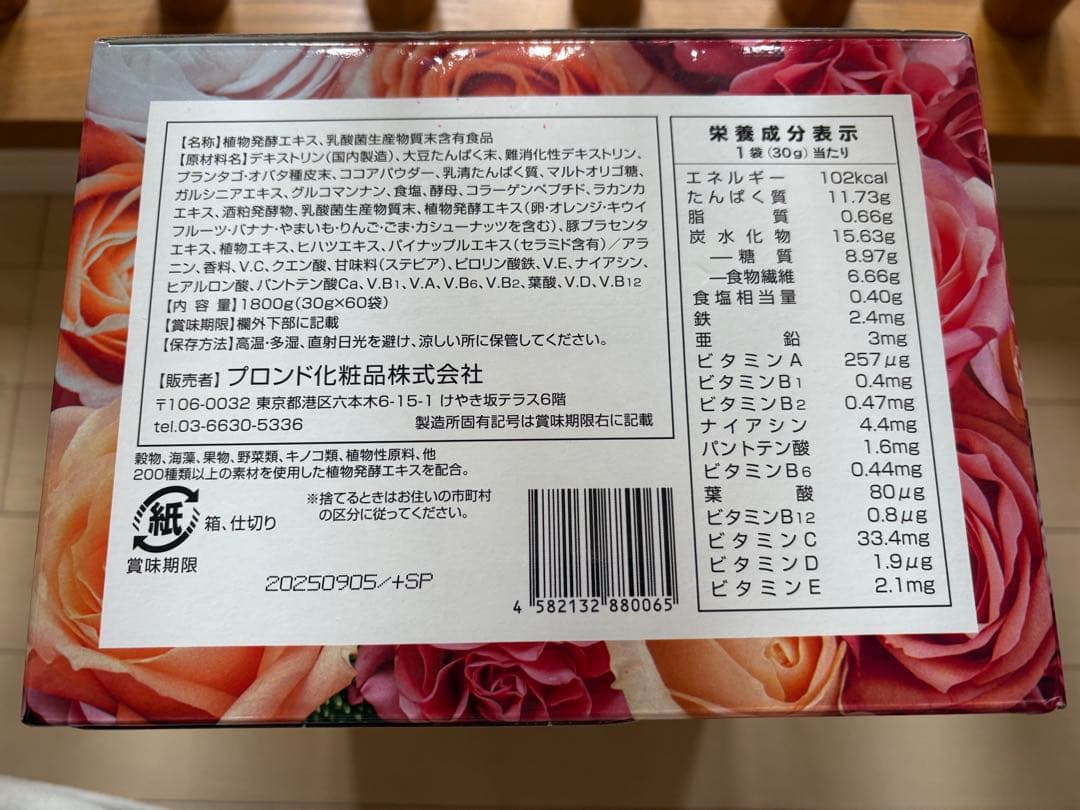 【名称】植物発酵エキス、乳酸菌生産物質末含有食品
【原材料名】デキストリン(国内製造)、大豆たんぱく末、難消化性デキストリン、
プランタゴ・オバタ種皮末、ココアパウダー、乳清たんぱく質、マルトオリゴ糖、
ガルシニアエキス、グルコマンナン、食塩、酵母、コラーゲンペプチド、ラカンカ
エキス、酒粕発酵物、乳酸菌生産物質末、植物発酵エキス(卵・オレンジ・キウイ
フルーツ・バナナ・やまいも・りんご・ごま・カシューナッツを含む)、豚プラセンタ
エキス、植物エキス、ヒハツエキス、パイナップルエキス(セラミド含有)／アラ
ニン、香料、V.C、クエン酸、甘味料(ステビア)、ピロリン酸鉄、V.E、ナイアシン、
ヒアルロン酸、パントテン酸Ca、V.B1、V.A、V.B6、V.B2、葉酸、V.D、V.B12
【内 容 量】1800g(30g×60袋)
【賞味期限】欄外下部に記載
【保存方法】高温・多湿、直射日光を避け、涼しい所に保管してください。
【販売者】プロンド化粧品株式会社
〒106-0032 東京都港区六本木6-15-1 けやき坂テラス6階
tel.03-6630-5336 製造所固有記号は賞味期限右に記載
穀物、海藻、果物、野菜類、キノコ類、植物性原料、他
200種類以上の素材を使用した植物発酵エキスを配合。
紙 箱、仕切り
※捨てるときはお住いの市町村
の区分に従ってください。
賞味期限
20250905/+SP
4 582132 880065
栄養成分表示
1袋(30g)当たり
エネルギー 102kcal
たんぱく質 11.73g
脂質 0.66g
炭水化物 15.63g
―糖質 8.97g
―食物繊維 6.66g
食塩相当量 0.40g
鉄 2.4mg
亜鉛 3mg
ビタミンA 257μg
ビタミンB1 0.4mg
ビタミンB2 0.47mg
ナイアシン 4.4mg
パントテン酸 1.6mg
ビタミンB6 0.44mg
葉酸 80μg
ビタミンB12 0.8μg
ビタミンC 33.4mg
ビタミンD 1.9μg
ビタミンE 2.1mg